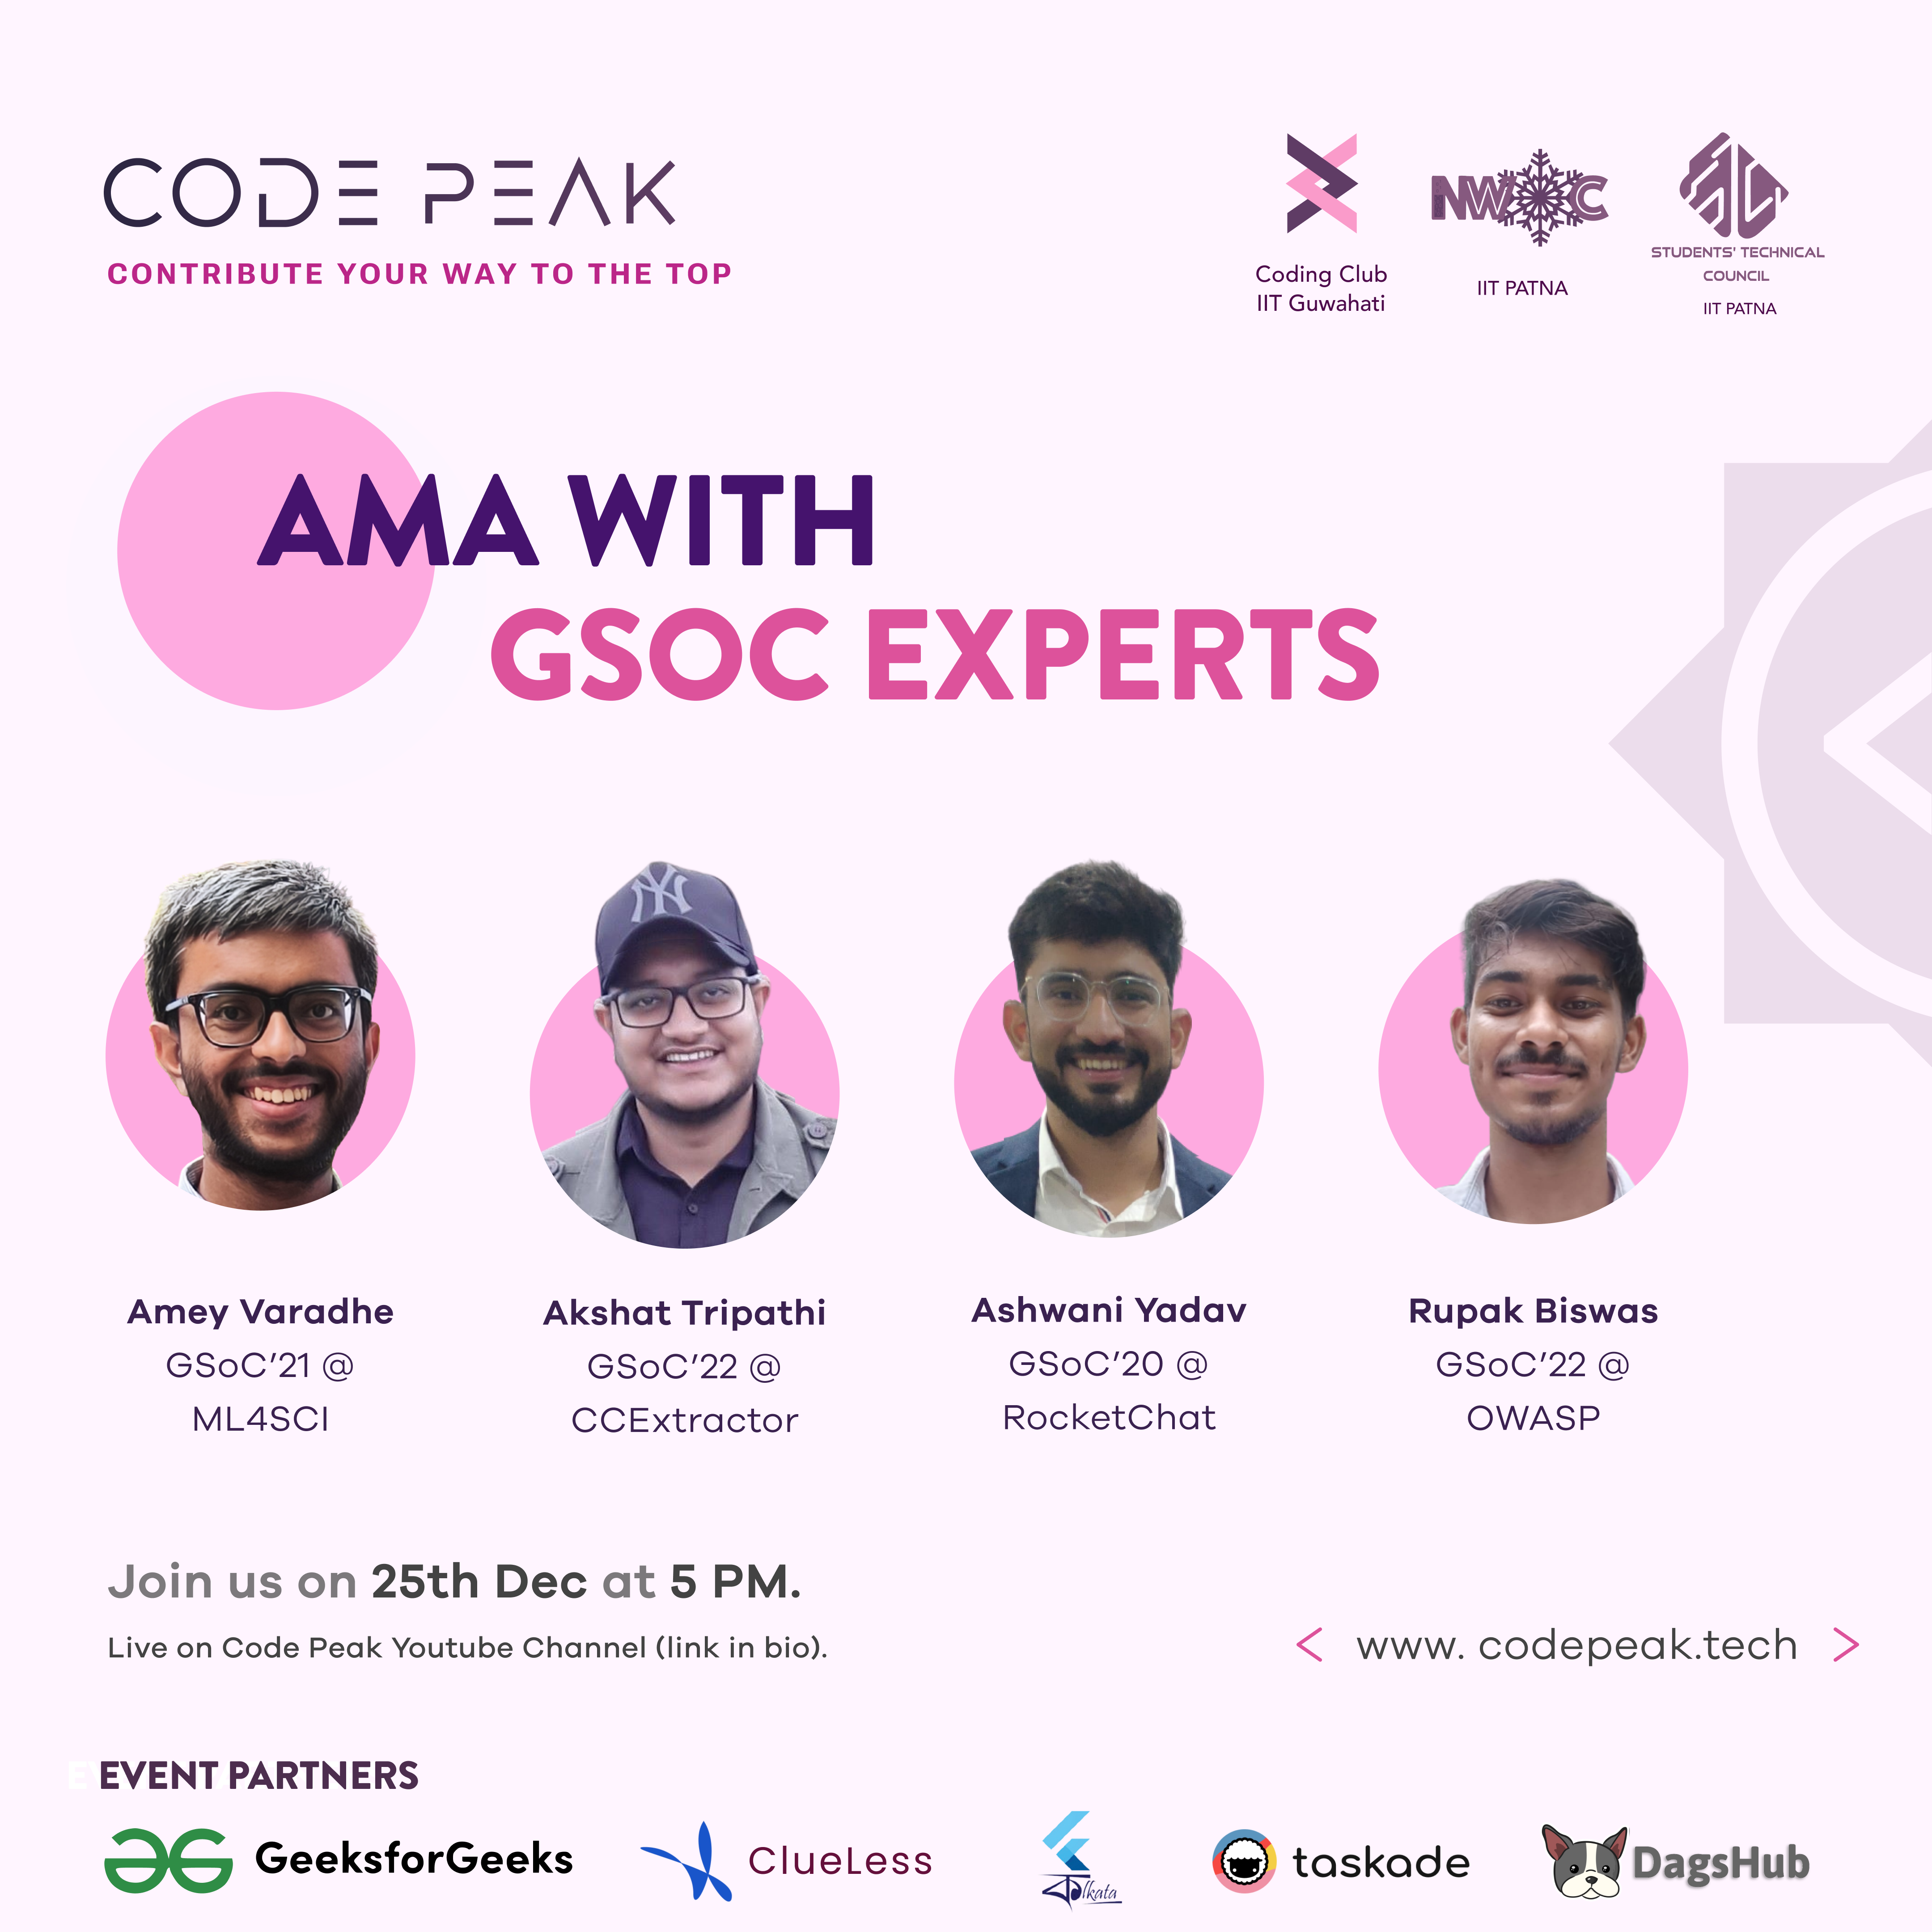 CODE PEAK
CONTRIBUTE YOUR WAY TO THE TOP
Coding Club
IIT Guwahati
NWOC
IIT PATNA
STUDENTS' TECHNICAL
COUNCIL
IIT PATNA
AMA WITH
GSOC EXPERTS
NY
Amey Varadhe
GSoC'21 @
ML4SCI
Akshat Tripathi
GSoC'22 @
CCExtractor
Ashwani Yadav
GSoC'20 @
RocketChat
Rupak Biswas
GSoC'22 @
OWASP
Join us on 25th Dec at 5 PM.
Live on Code Peak Youtube Channel (link in bio).
< www. codepeak.tech >
EVENT PARTNERS
GeeksforGeeks
ClueLess
Kolkata
taskade
DagsHub